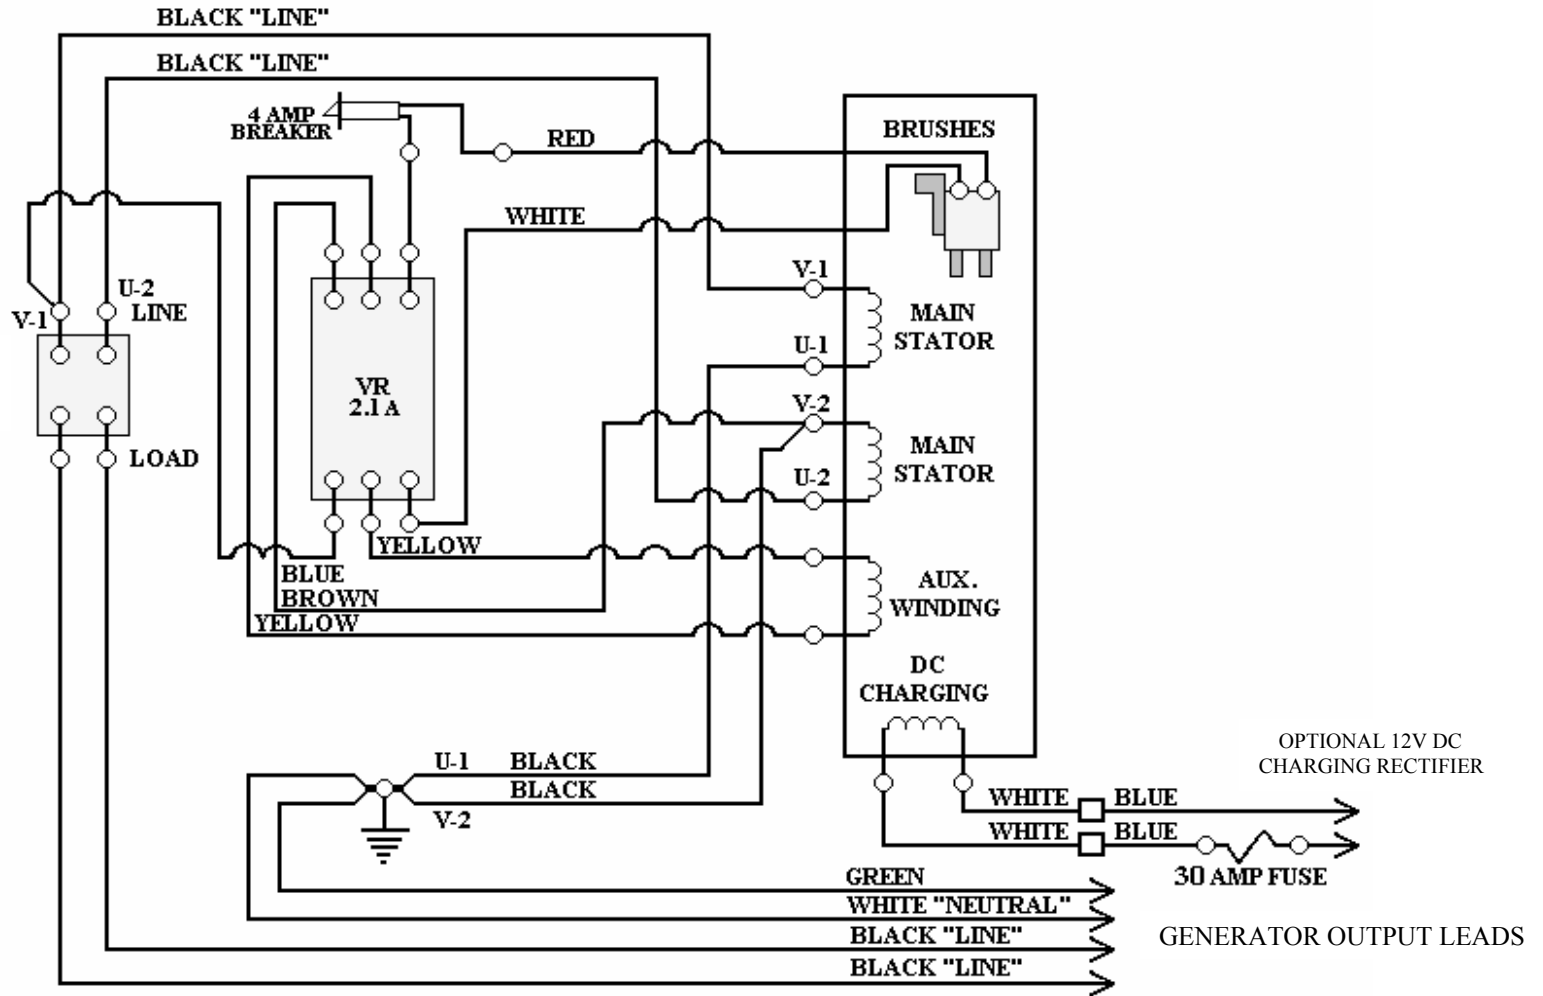 BLACK "LINE"
BLACK "LINE"
4 AMP
BREAKER
RED
BRUSHES
WHITE
V-1
U-2
LINE
V-1
MAIN
STATOR
U-1
VR
2.1 A
V-2
MAIN
STATOR
LOAD
U-2
YELLOW
BLUE
BROWN
YELLOW
AUX.
WINDING
DC
CHARGING
U-1
BLACK
BLACK
V-2
OPTIONAL 12V DC
CHARGING RECTIFIER
WHITE
BLUE
WHITE
BLUE
30 AMP FUSE
GREEN
WHITE "NEUTRAL"
BLACK "LINE"
BLACK "LINE"
GENERATOR OUTPUT LEADS